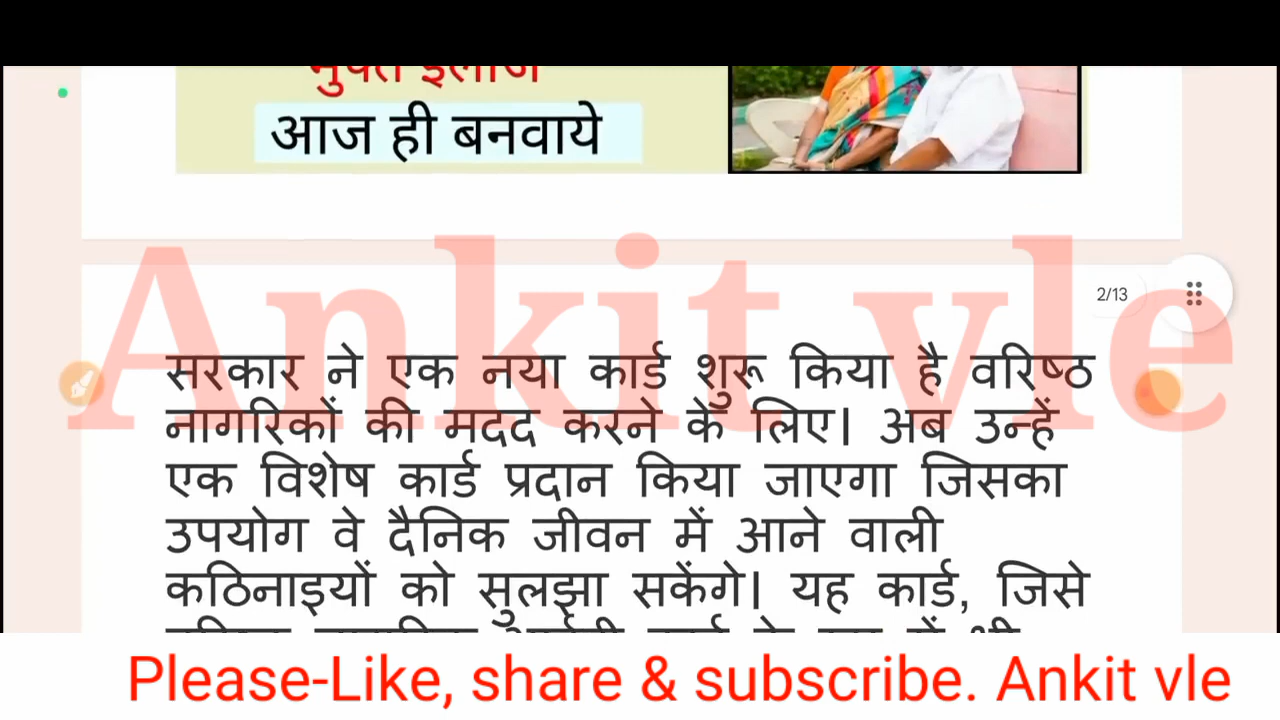 मुफ्त इलाज
आज ही बनवाये
Ankit vle
2/13
सरकार ने एक नया कार्ड शुरू किया है वरिष्ठ
नागरिकों की मदद करने के लिए। अब उन्हें
एक विशेष कार्ड प्रदान किया जाएगा जिसका
उपयोग वे दैनिक जीवन में आने वाली
कठिनाइयों को सुलझा सकेंगे। यह कार्ड, जिसे
Please-Like, share & subscribe. Ankit vle